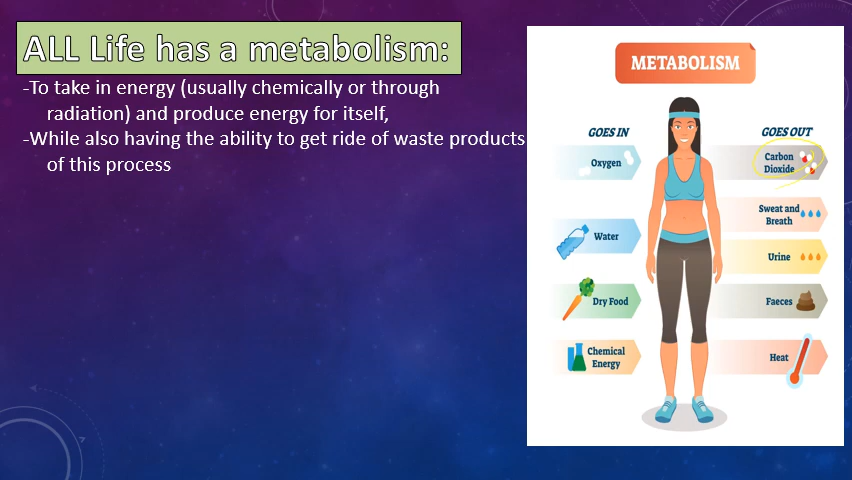 ALL Life has a metabolism:
-To take in energy (usually chemically or through
radiation) and produce energy for itself,
-While also having the ability to get ride of waste products
of this process
METABOLISM
GOES IN
Oxygen
Water
Dry Food
Chemical
Energy
GOES OUT
Carbon
Dioxide
Sweat and
Breath
Urine
Faeces
Heat